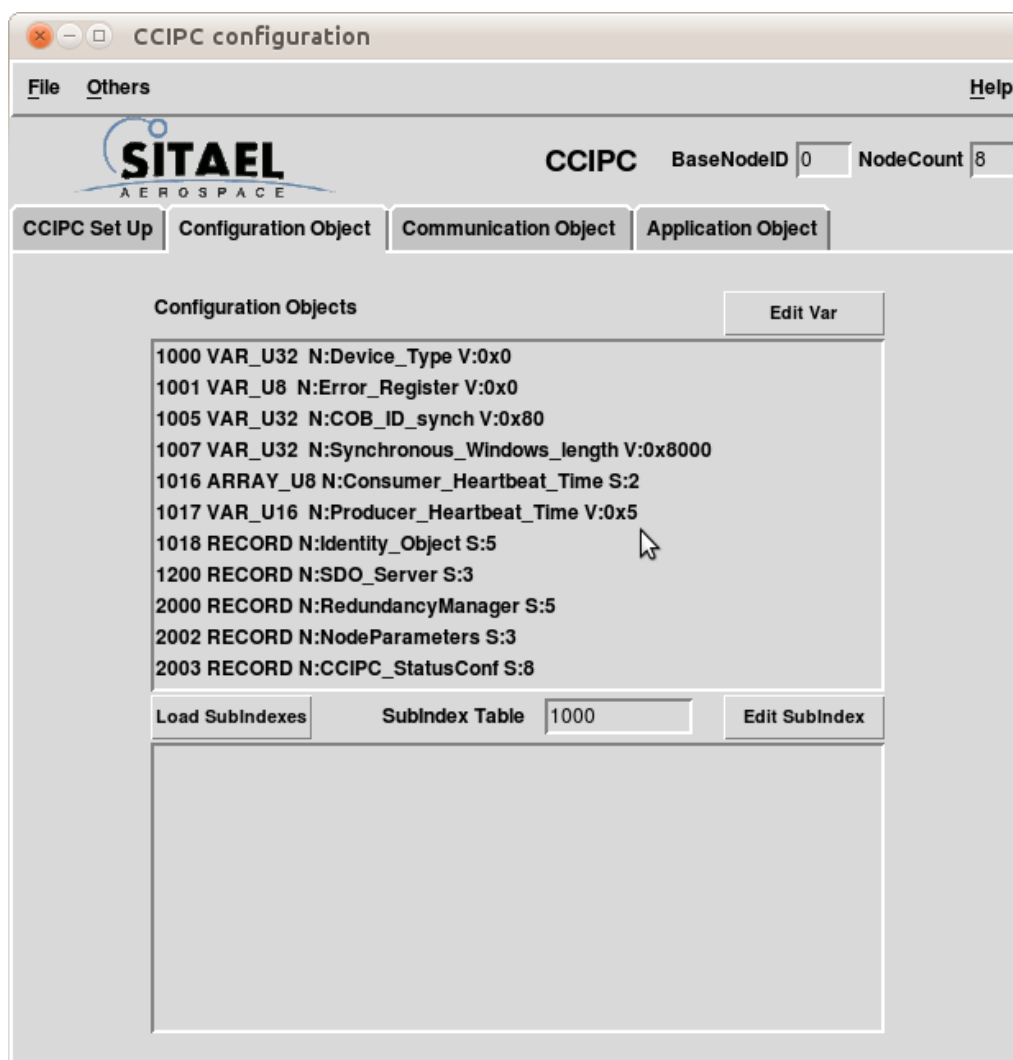 CCIPC configuration
File Others Help
SITAEL
AEROSPACE
CCIPC BaseNodeID 0 NodeCount 8
CCIPC Set Up Configuration Object Communication Object Application Object
Configuration Objects Edit Var
1000 VAR_U32 N:Device_Type V:0x0
1001 VAR_U8 N:Error_Register V:0x0
1005 VAR_U32 N:COB_ID_synch V:0x80
1007 VAR_U32 N:Synchronous_Windows_length V:0x8000
1016 ARRAY_U8 N:Consumer_Heartbeat_Time S:2
1017 VAR_U16 N:Producer_Heartbeat_Time V:0x5
1018 RECORD N:Identity_Object S:5
1200 RECORD N:SDO_Server S:3
2000 RECORD N:RedundancyManager S:5
2002 RECORD N:NodeParameters S:3
2003 RECORD N:CCIPC_StatusConf S:8
Load SubIndexes SubIndex Table 1000 Edit SubIndex